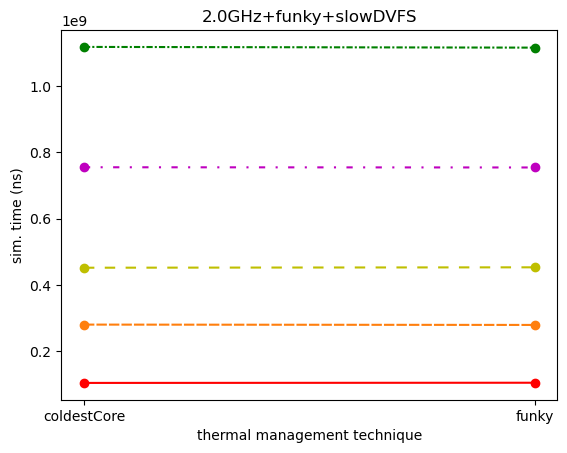 2.0GHz+funky+slowDVFS
1e9
1.0
0.8
0.6
0.4
0.2
sim. time (ns)
coldestCore
funky
thermal management technique